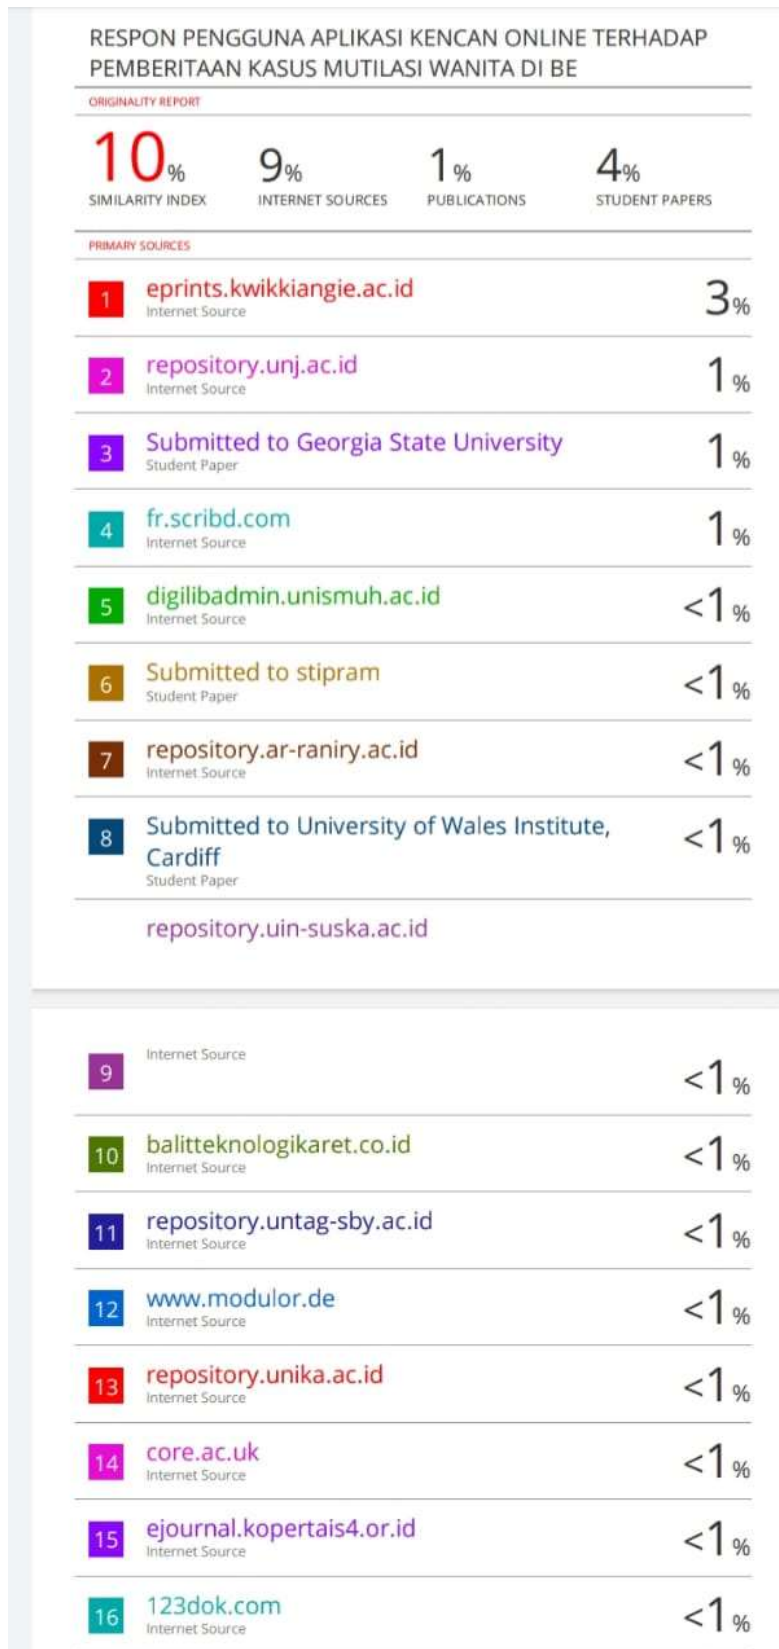 RESPON PENGGUNA APLIKASI KENCAN ONLINE TERHADAP
PEMBERITAAN KASUS MUTILASI WANITA DI BE
ORIGINALITY REPORT
10% 9% 1% 4%
SIMILARITY INDEX INTERNET SOURCES PUBLICATIONS STUDENT PAPERS
PRIMARY SOURCES
1 eprints.kwikkiangie.ac.id 3%
Internet Source
2 repository.unj.ac.id 1%
Internet Source
3 Submitted to Georgia State University 1%
Student Paper
4 fr.scribd.com 1%
Internet Source
5 digilibadmin.unismuh.ac.id <1%
Internet Source
6 Submitted to stipram <1%
Student Paper
7 repository.ar-raniry.ac.id <1%
Internet Source
8 Submitted to University of Wales Institute, <1%
Cardiff
Student Paper
repository.uin-suska.ac.id
Internet Source
9 <1%
10 balitteknologikaret.co.id <1%
Internet Source
11 repository.untag-sby.ac.id <1%
Internet Source
12 www.modulor.de <1%
Internet Source
13 repository.unika.ac.id <1%
Internet Source
14 core.ac.uk <1%
Internet Source
15 ejournal.kopertais4.or.id <1%
Internet Source
16 123dok.com <1%
Internet Source